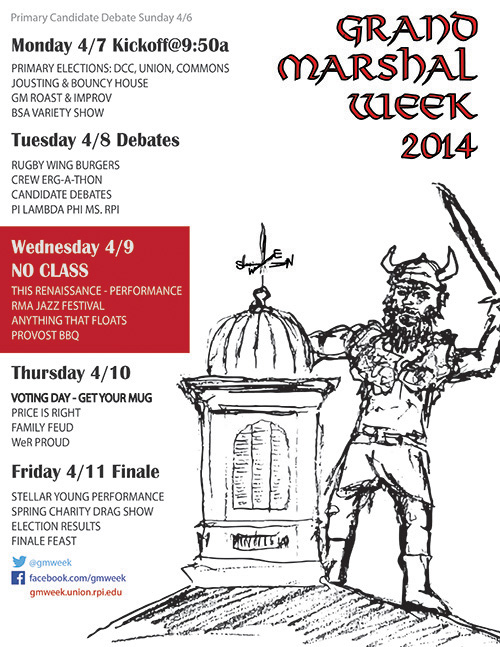 Primary Candidate Debate Sunday 4/6
Monday 4/7 Kickoff@9:50a
PRIMARY ELECTIONS: DCC, UNION, COMMONS
JOUSTING & BOUNCY HOUSE
GM ROAST & IMPROV
BSA VARIETY SHOW
Tuesday 4/8 Debates
RUGBY WING BURGERS
CREW ERG-A-THON
CANDIDATE DEBATES
PI LAMBDA PHI MS. RPI
Wednesday 4/9
NO CLASS
THIS RENAISSANCE - PERFORMANCE
RMA JAZZ FESTIVAL
ANYTHING THAT FLOATS
PROVOST BBQ
Thursday 4/10
VOTING DAY - GET YOUR MUG
PRICE IS RIGHT
FAMILY FEUD
WeR PROUD
Friday 4/11 Finale
STELLAR YOUNG PERFORMANCE
SPRING CHARITY DRAG SHOW
ELECTION RESULTS
FINALE FEAST
@gmweek
facebook.com/gmweek
gmweek.union.rpi.edu
GRAND
MARSHAL
WEEK
2014
S E
W N